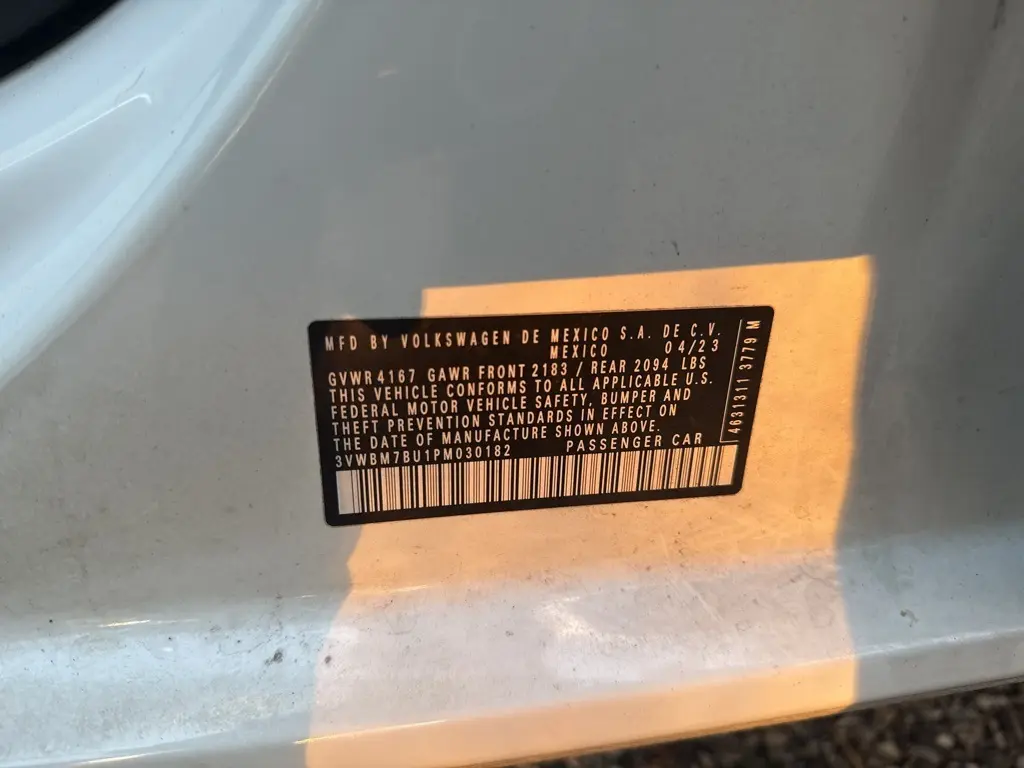 MFD BY VOLKSWAGEN DE MEXICO S.A. DE C.V.
MEXICO 04/23
GVWR 4167 GAWR FRONT 2183 / REAR 2094 LBS
THIS VEHICLE CONFORMS TO ALL APPLICABLE U.S.
FEDERAL MOTOR VEHICLE SAFETY, BUMPER AND
THEFT PREVENTION STANDARDS IN EFFECT ON
THE DATE OF MANUFACTURE SHOWN ABOVE.
3VWBM7BU1PM030182 PASSENGER CAR
4631311 3779 M